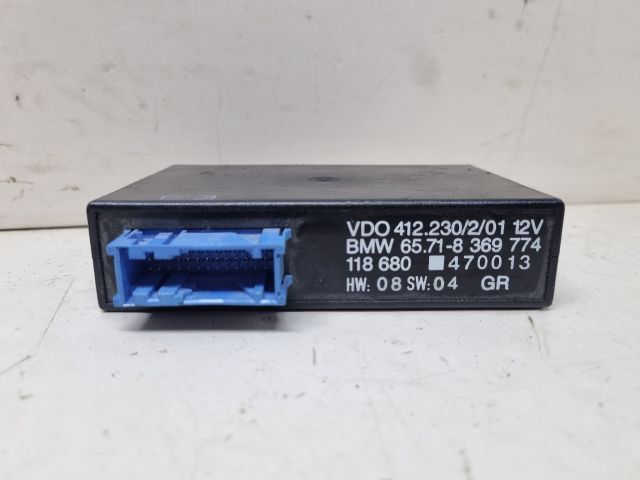 VDO 412.230/2/01 12V
BMW 65.71-8 369 774
118 680 470013
HW: 08 SW: 04 GR